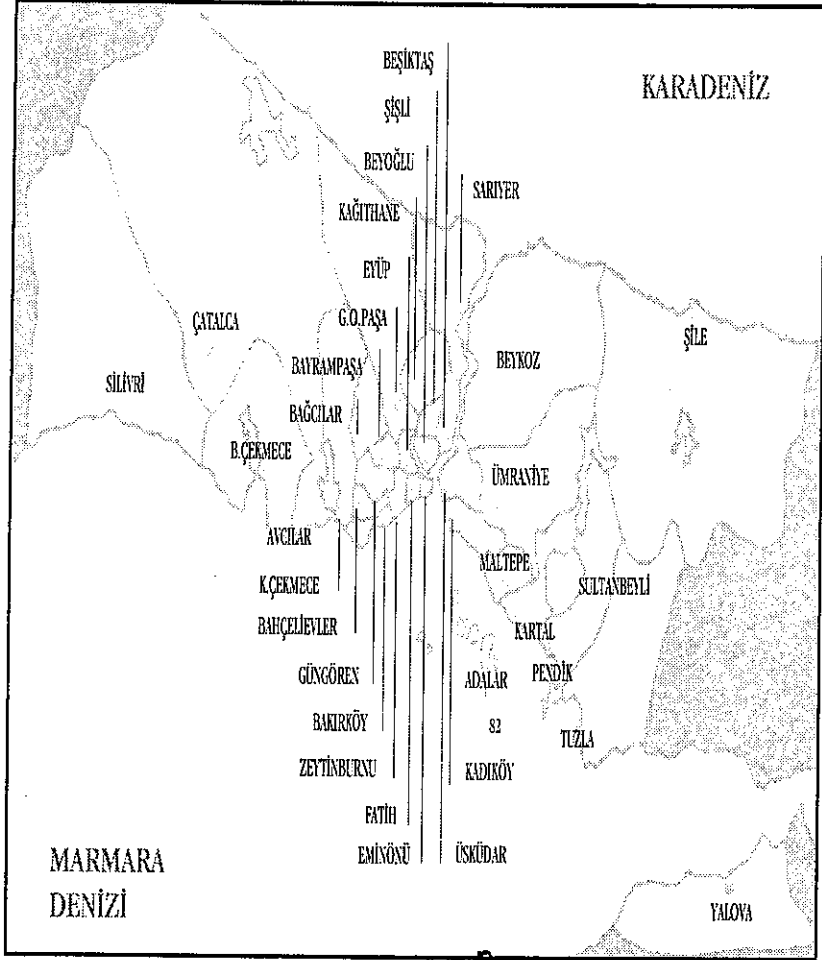 BEŞİKTAŞ
KARADENİZ
ŞİŞLİ
BEYOĞLU
SARIYER
KAĞITHANE
EYÜP
G.O.PAŞA
ÇATALCA
ŞİLE
BAYRAMPAŞA
BEYKOZ
SİLİVRİ
BAĞCILAR
B.ÇEKMECE
ÜMRANİYE
AVCILAR
MALTEPE
K.ÇEKMECE
SULTANBEYLİ
BAHÇELİEVLER
KARTAL
GÜNGÖREN
ADALAR
PENDİK
BAKIRKÖY
82
TUZLA
ZEYTİNBURNU
KADIKÖY
FATİH
EMİNÖNÜ
ÜSKÜDAR
MARMARA
DENİZİ
YALOVA